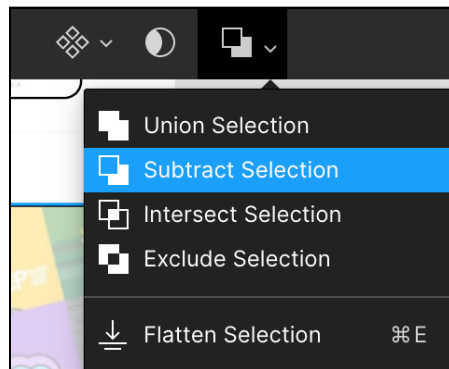 Union Selection
Subtract Selection
Intersect Selection
Exclude Selection
Flatten Selection ⌘E